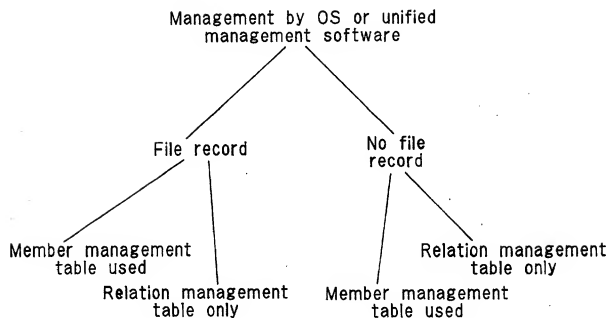 Management by OS or unified
management software
File record
No file
record
Member management
table used
Relation management
table only
Relation management
table only
Member management
table used